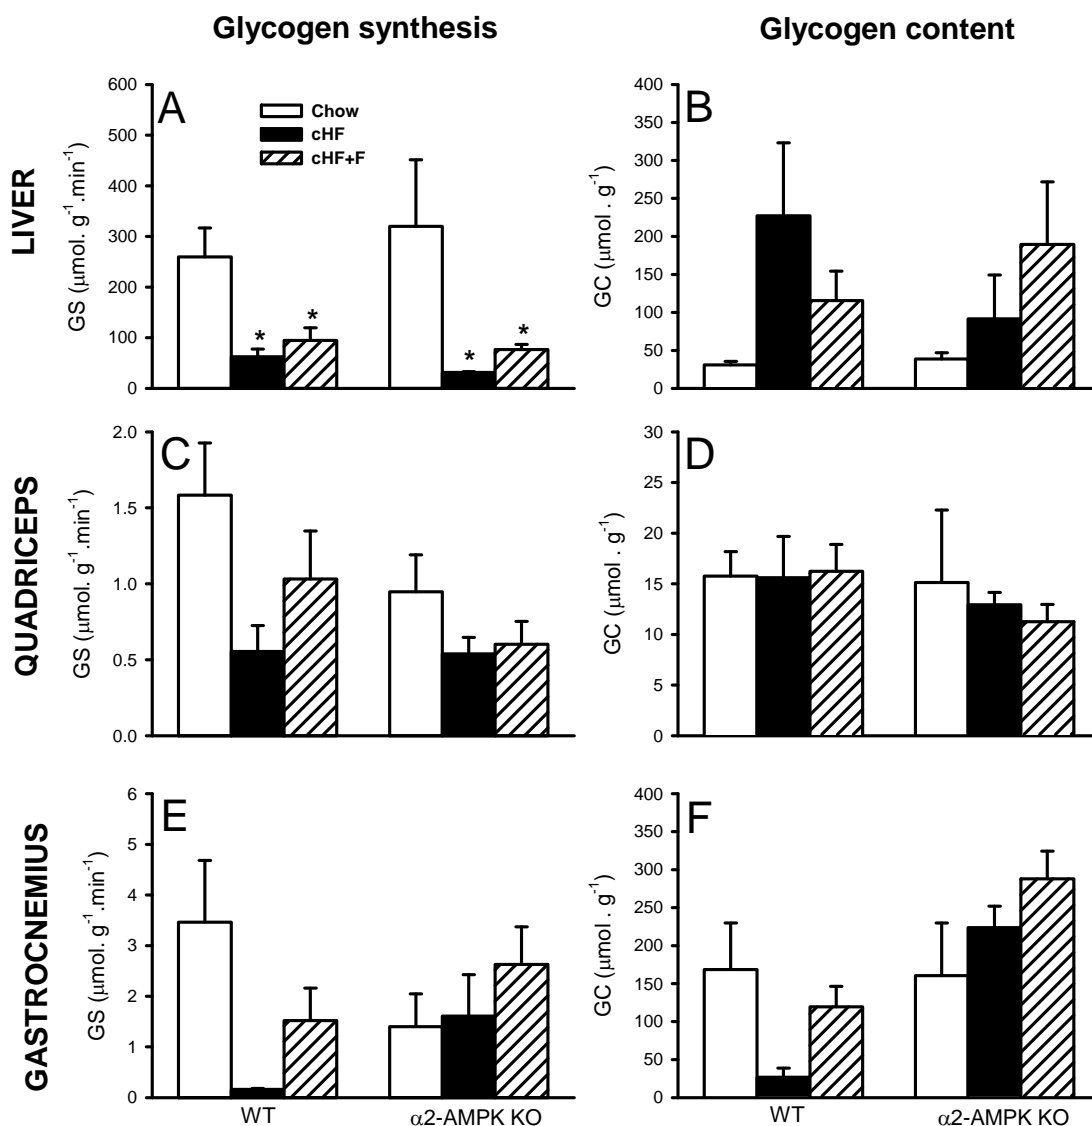 Glycogen synthesis
Glycogen content
LIVER
A
GS (μmol. g⁻¹.min⁻¹)
600
500
400
300
200
100
0
Chow
cHF
cHF+F
*
*
*
*
B
GC (μmol . g⁻¹)
400
350
300
250
200
150
100
50
0
QUADRICEPS
C
GS (μmol. g⁻¹.min⁻¹)
2.0
1.5
1.0
0.5
0.0
D
GC (μmol . g⁻¹)
30
25
20
15
10
5
0
GASTROCNEMIUS
E
GS (μmol. g⁻¹.min⁻¹)
6
5
4
3
2
1
0
WT
α2-AMPK KO
F
GC (μmol . g⁻¹)
400
350
300
250
200
150
100
50
0
WT
α2-AMPK KO